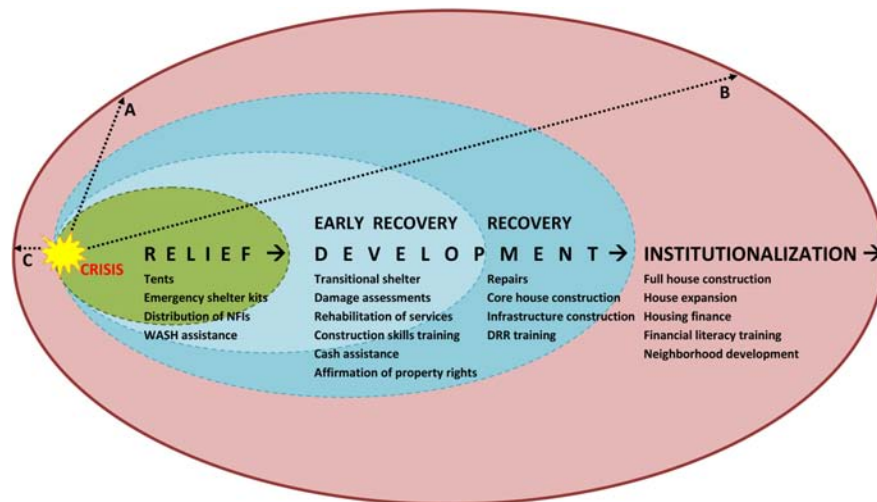 A
B
C
CRISIS
RELIEF →
Tents
Emergency shelter kits
Distribution of NFIs
WASH assistance
EARLY RECOVERY
RECOVERY
DEVELOPMENT →
Transitional shelter
Damage assessments
Rehabilitation of services
Construction skills training
Cash assistance
Affirmation of property rights
Repairs
Core house construction
Infrastructure construction
DRR training
INSTITUTIONALIZATION →
Full house construction
House expansion
Housing finance
Financial literacy training
Neighborhood development